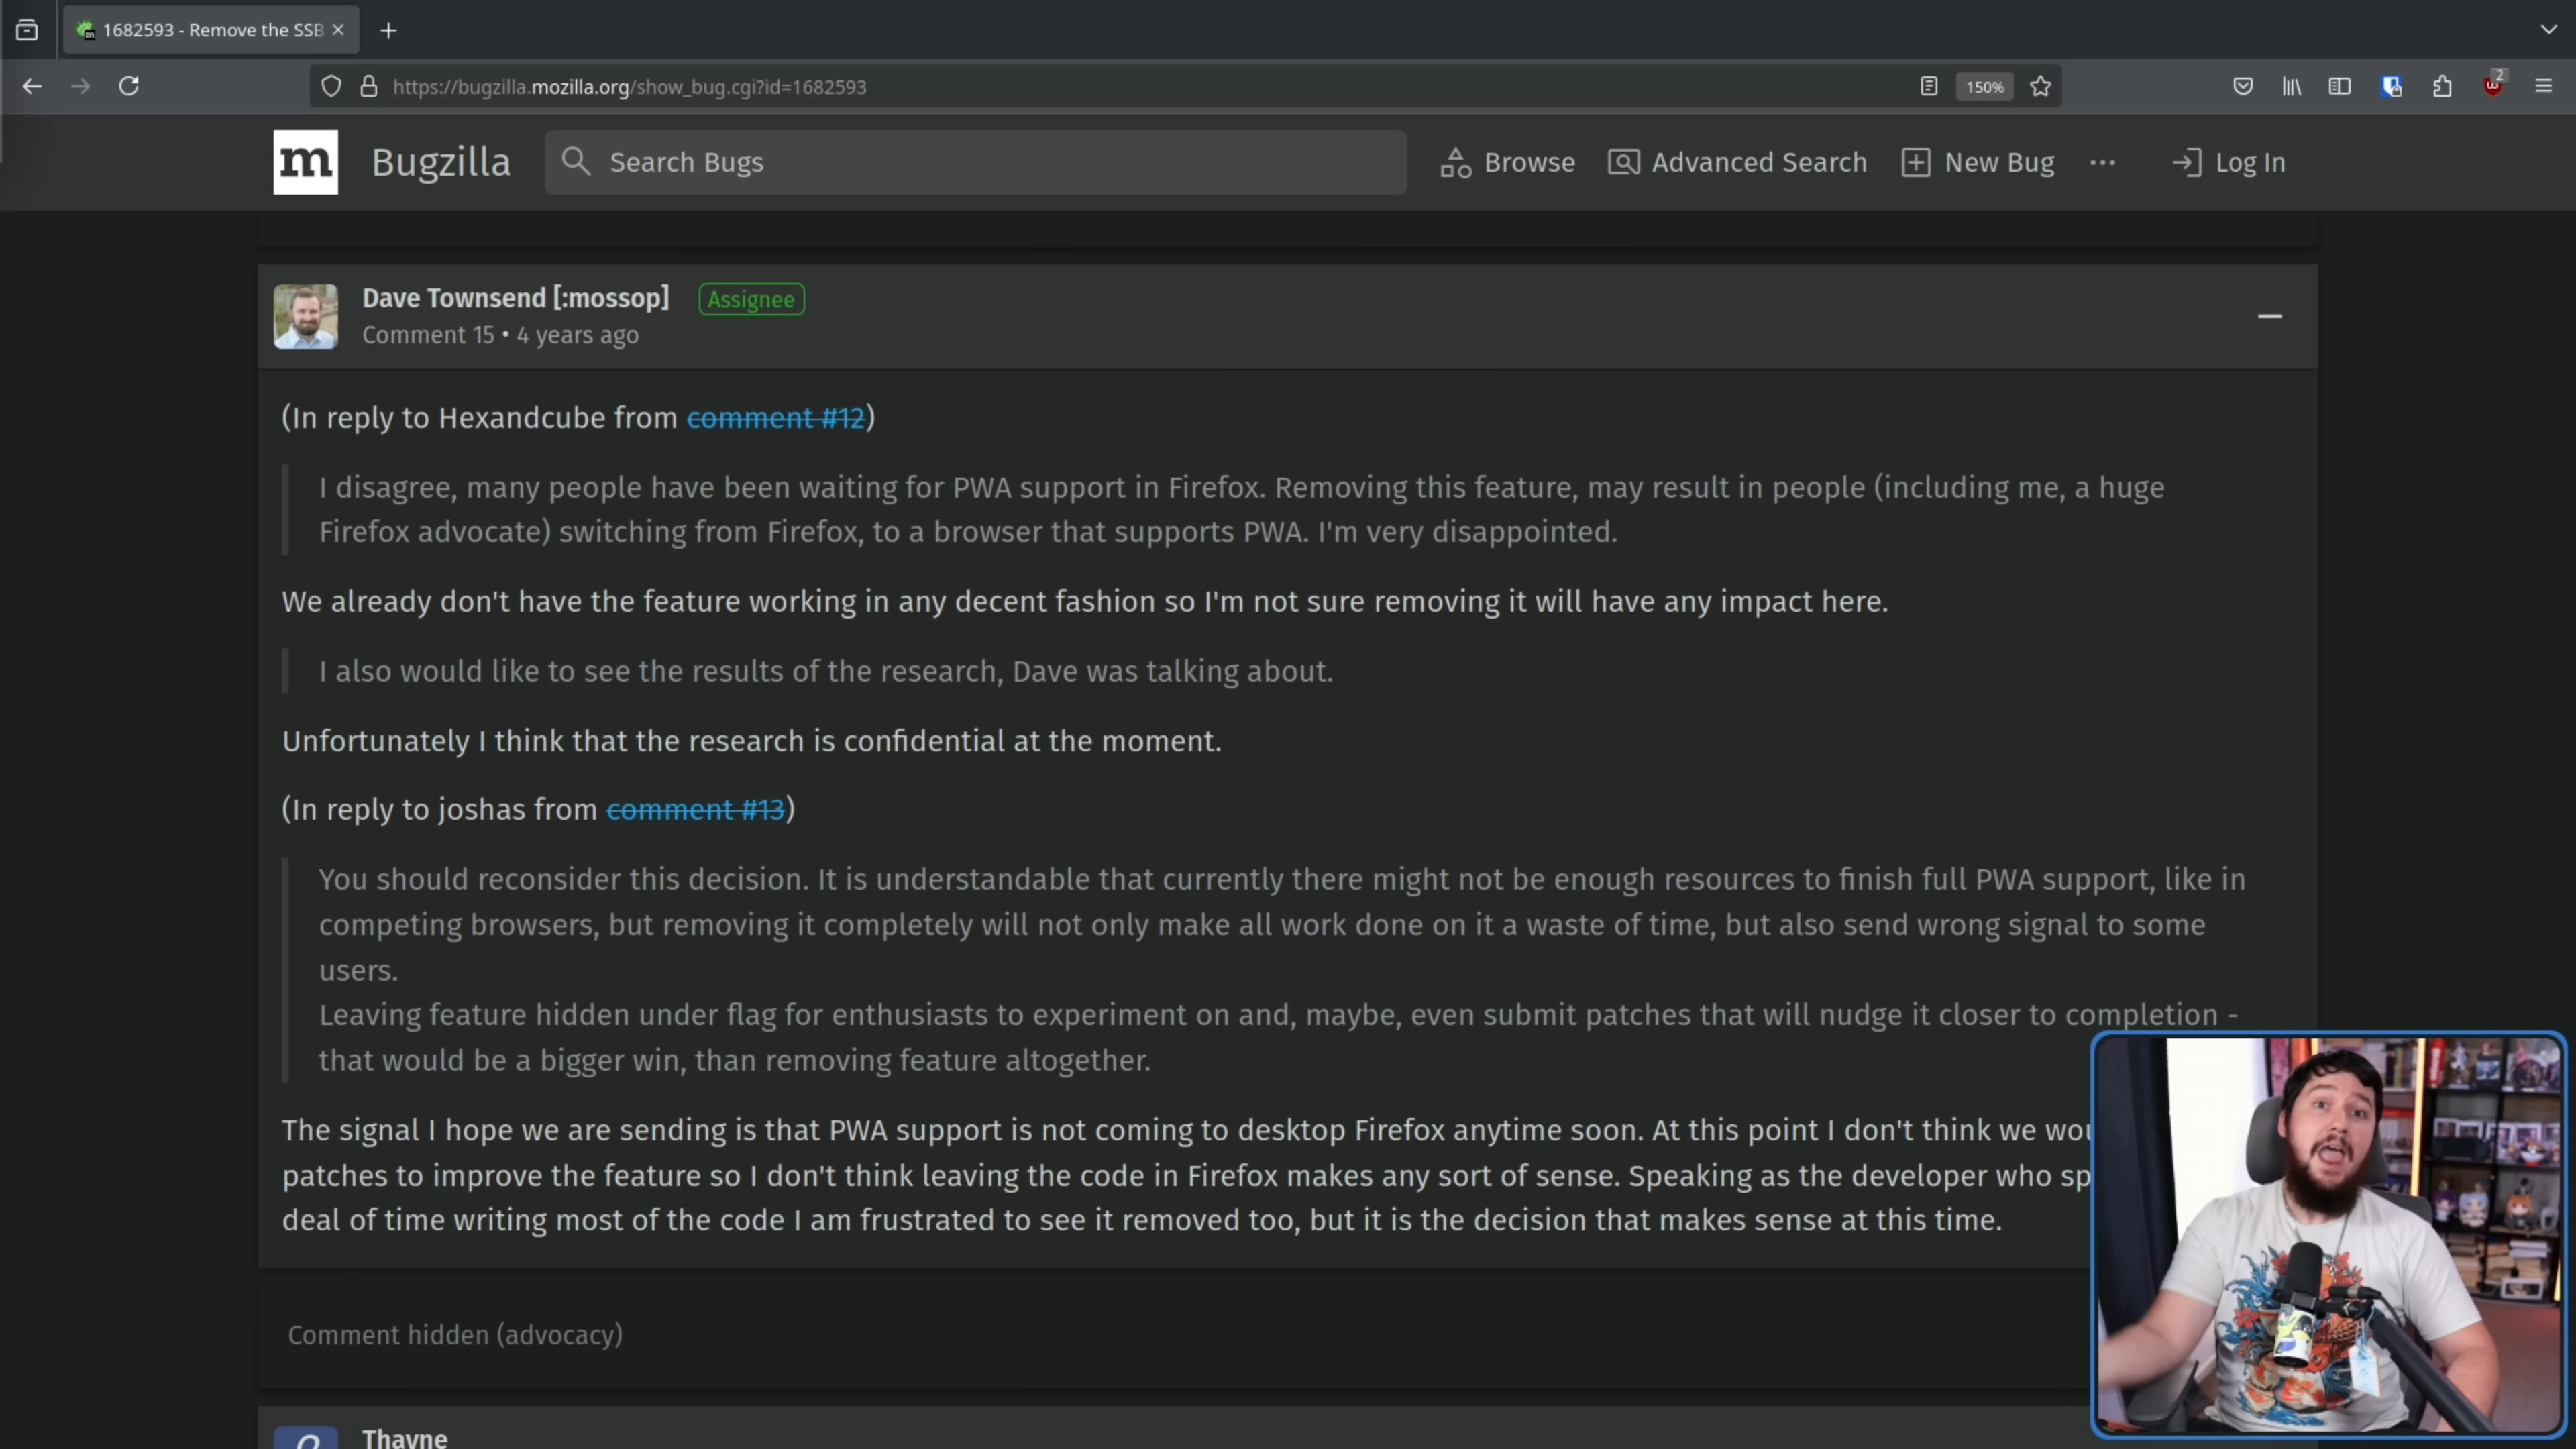 1682593 - Remove the SSB
https://bugzilla.mozilla.org/show_bug.cgi?id=1682593
150%
2
m
Bugzilla
Search Bugs
Browse
Advanced Search
New Bug
Log In
Dave Townsend [:mossop]
Assignee
Comment 15 • 4 years ago
(In reply to Hexandcube from comment #12)
I disagree, many people have been waiting for PWA support in Firefox. Removing this feature, may result in people (including me, a huge
Firefox advocate) switching from Firefox, to a browser that supports PWA. I'm very disappointed.
We already don't have the feature working in any decent fashion so I'm not sure removing it will have any impact here.
I also would like to see the results of the research, Dave was talking about.
Unfortunately I think that the research is confidential at the moment.
(In reply to joshas from comment #13)
You should reconsider this decision. It is understandable that currently there might not be enough resources to finish full PWA support, like in
competing browsers, but removing it completely will not only make all work done on it a waste of time, but also send wrong signal to some
users.
Leaving feature hidden under flag for enthusiasts to experiment on and, maybe, even submit patches that will nudge it closer to completion -
that would be a bigger win, than removing feature altogether.
The signal I hope we are sending is that PWA support is not coming to desktop Firefox anytime soon. At this point I don't think we wou
patches to improve the feature so I don't think leaving the code in Firefox makes any sort of sense. Speaking as the developer who sp
deal of time writing most of the code I am frustrated to see it removed too, but it is the decision that makes sense at this time.
Comment hidden (advocacy)
Thayne